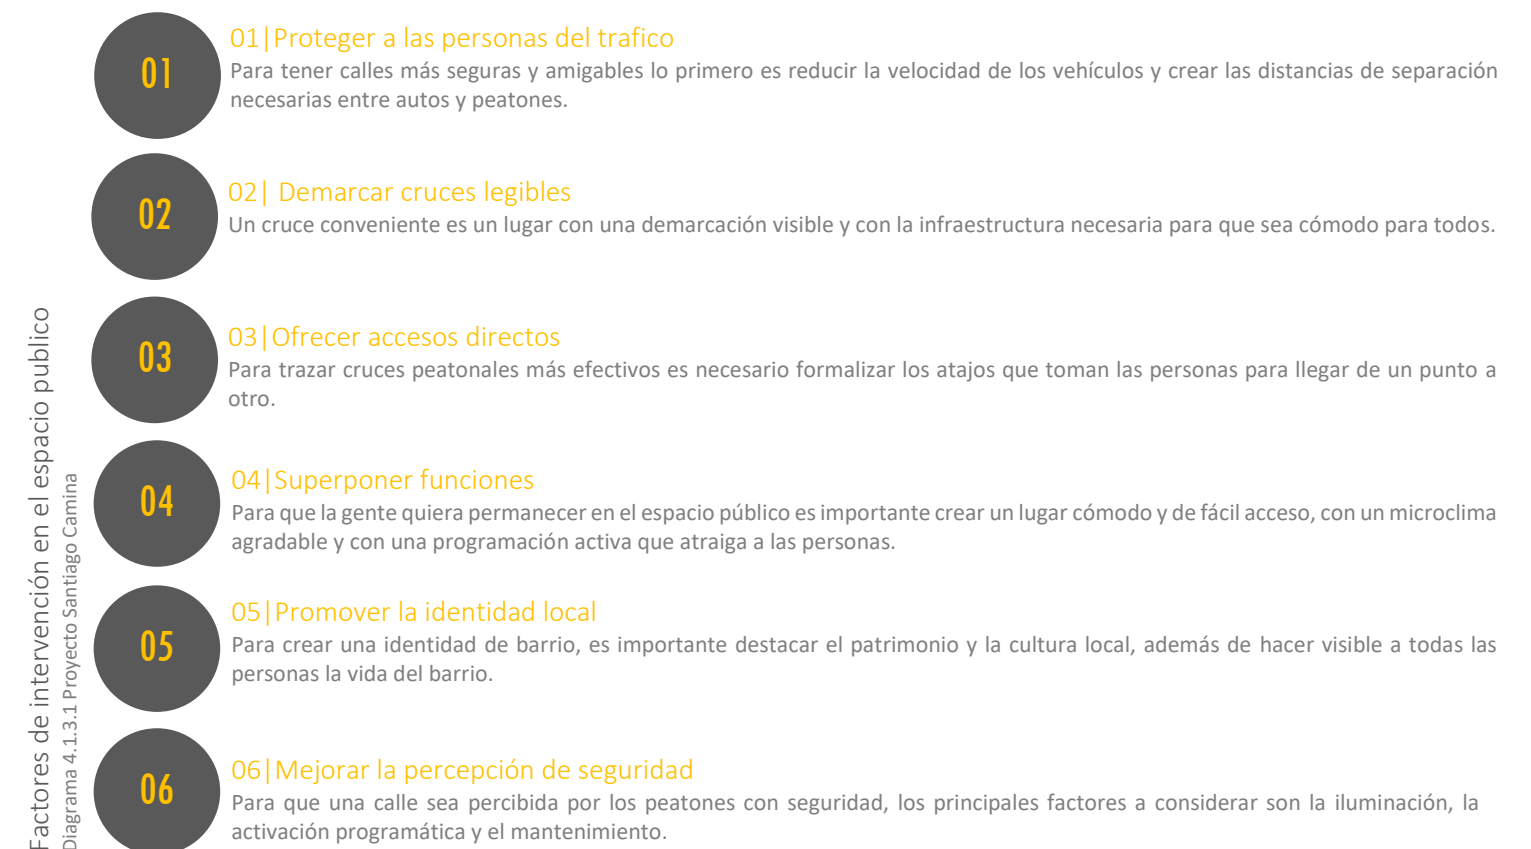 Factores de intervención en el espacio publico
Diagrama 4.1.3.1 Proyecto Santiago Camina
01
01|Proteger a las personas del trafico
Para tener calles más seguras y amigables lo primero es reducir la velocidad de los vehículos y crear las distancias de separación
necesarias entre autos y peatones.
02
02| Demarcar cruces legibles
Un cruce conveniente es un lugar con una demarcación visible y con la infraestructura necesaria para que sea cómodo para todos.
03
03|Ofrecer accesos directos
Para trazar cruces peatonales más efectivos es necesario formalizar los atajos que toman las personas para llegar de un punto a
otro.
04
04|Superponer funciones
Para que la gente quiera permanecer en el espacio público es importante crear un lugar cómodo y de fácil acceso, con un microclima
agradable y con una programación activa que atraiga a las personas.
05
05|Promover la identidad local
Para crear una identidad de barrio, es importante destacar el patrimonio y la cultura local, además de hacer visible a todas las
personas la vida del barrio.
06
06|Mejorar la percepción de seguridad
Para que una calle sea percibida por los peatones con seguridad, los principales factores a considerar son la iluminación, la
activación programática y el mantenimiento.